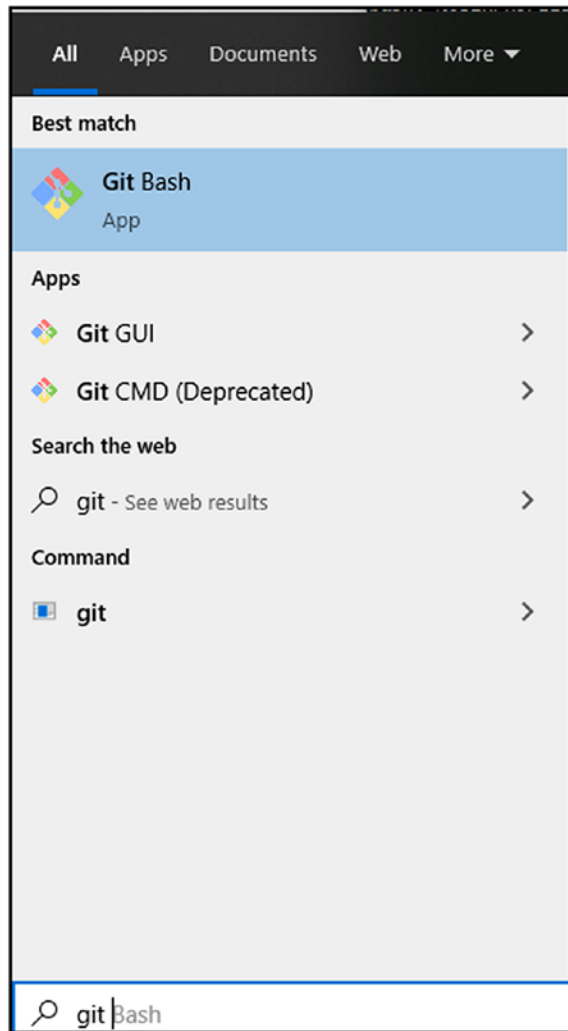 All Apps Documents Web More
Best match
Git Bash
App
Apps
Git GUI
Git CMD (Deprecated)
Search the web
git - See web results
Command
git
git Bash